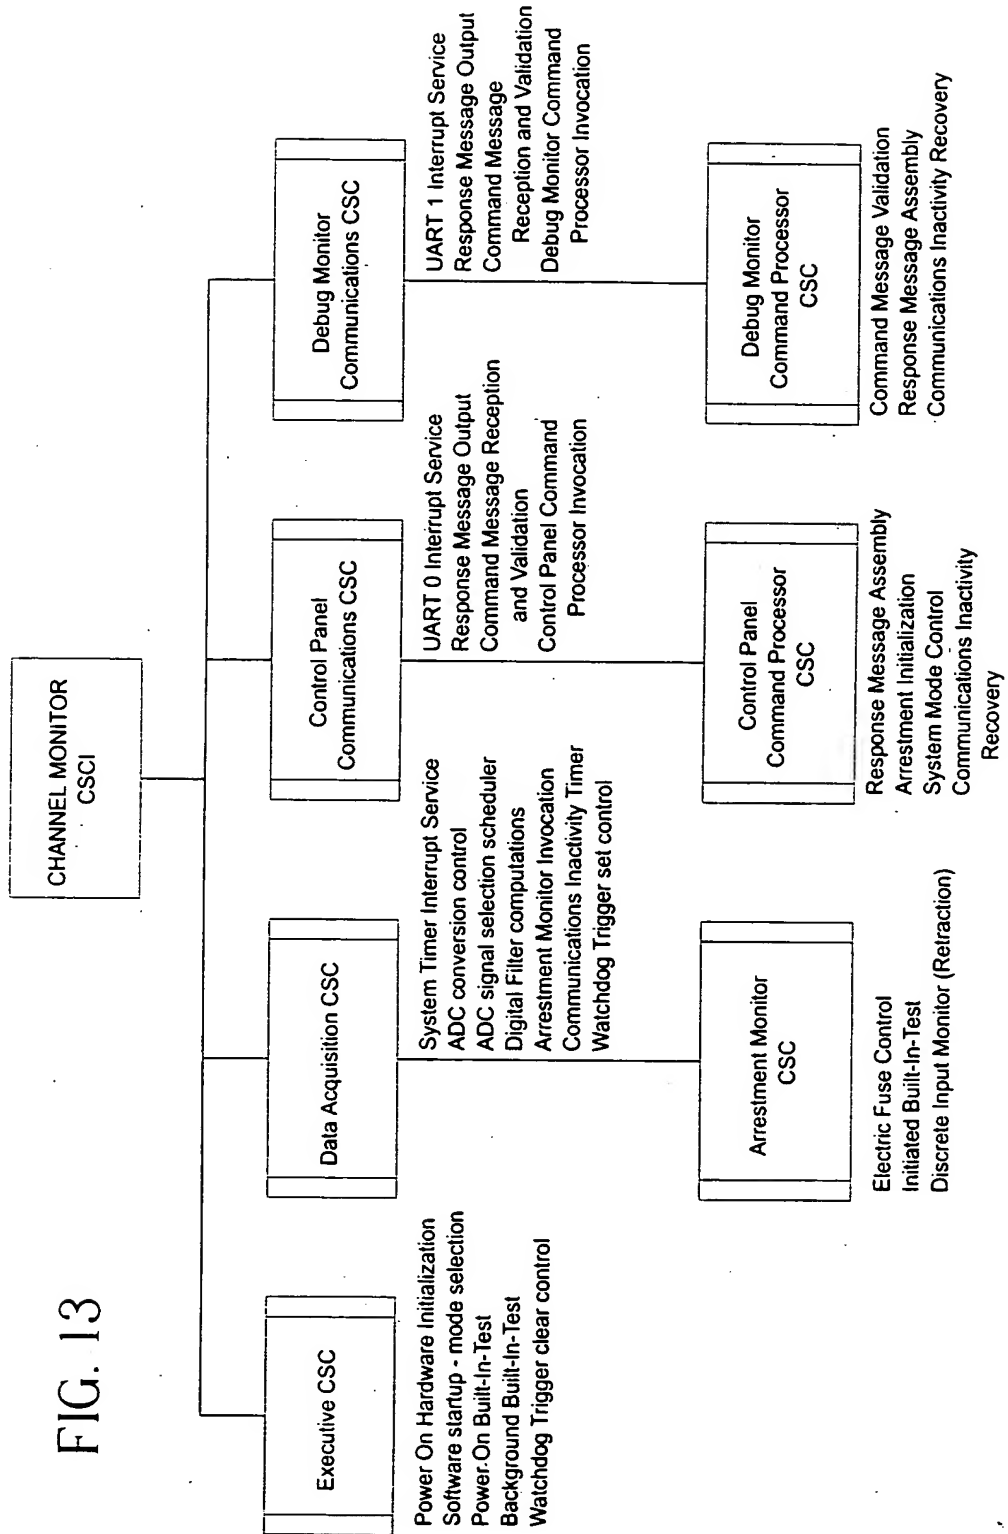 FIG. 13
CHANNEL MONITOR
CSCI
Executive CSC
Power On Hardware Initialization
Software startup - mode selection
Power On Built-In-Test
Background Built-In-Test
Watchdog Trigger clear control
Data Acquisition CSC
System Timer Interrupt Service
ADC conversion control
ADC signal selection scheduler
Digital Filter computations
Arrestment Monitor Invocation
Communications Inactivity Timer
Watchdog Trigger set control
Control Panel
Communications CSC
UART 0 Interrupt Service
Response Message Output
Command Message Reception
and Validation
Control Panel Command
Processor Invocation
Debug Monitor
Communications CSC
UART 1 Interrupt Service
Response Message Output
Command Message
Reception and Validation
Debug Monitor Command
Processor Invocation
Arrestment Monitor
CSC
Electric Fuse Control
Initiated Built-In-Test
Discrete Input Monitor (Retraction)
Control Panel
Command Processor
CSC
Response Message Assembly
Arrestment Initialization
System Mode Control
Communications Inactivity
Recovery
Debug Monitor
Command Processor
CSC
Command Message Validation
Response Message Assembly
Communications Inactivity Recovery